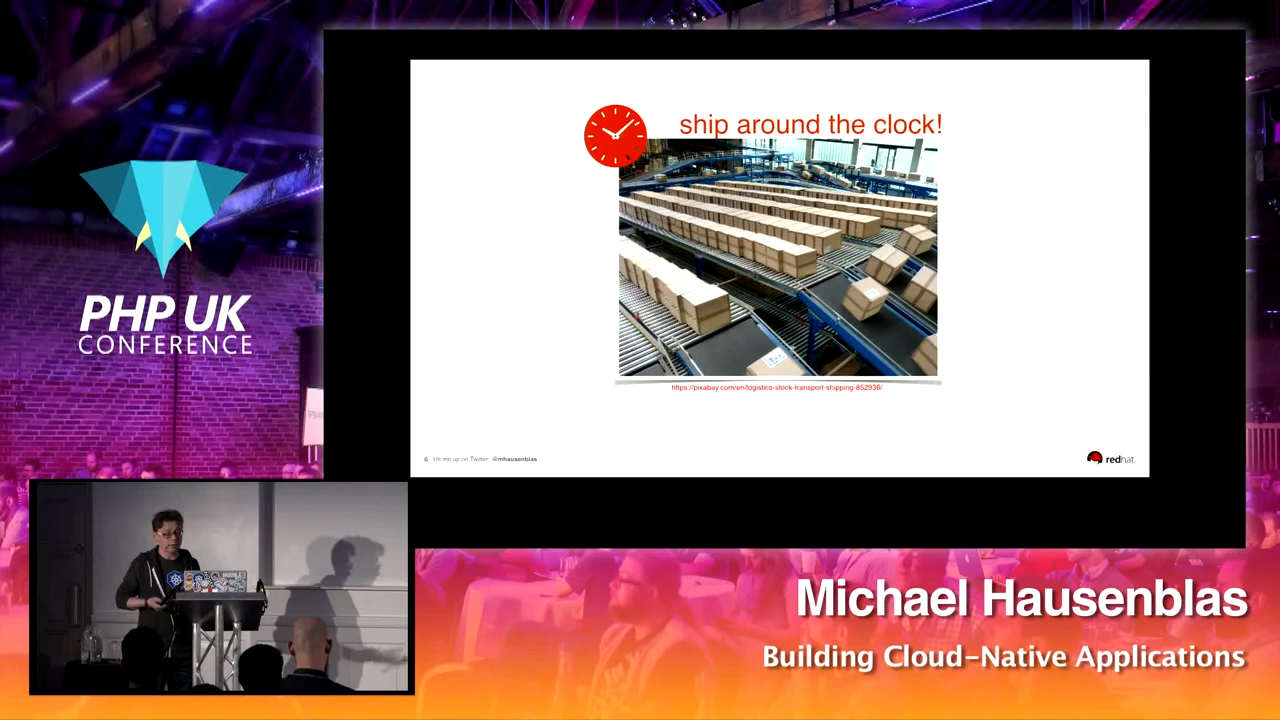 ship around the clock!
https://pixabay.com/en/logistics-stock-transport-shipping-852936/
6 Hit me up on Twitter: @mhausenblas
redhat
PHP UK
CONFERENCE
Michael Hausenblas
Building Cloud-Native Applications